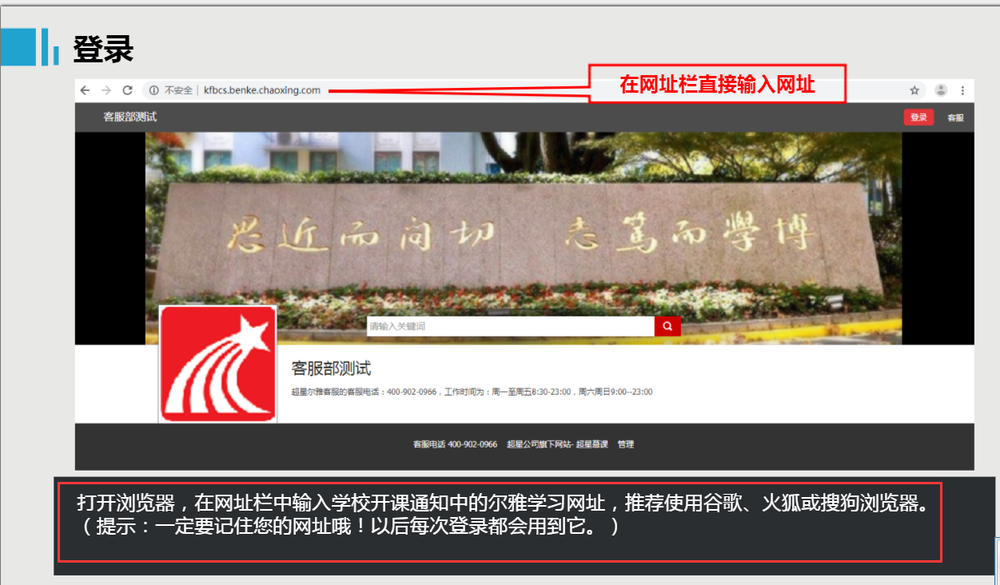 登录
在网址栏直接输入网址
不安全 | kfbcs.benke.chaoxing.com
客服部测试
登录 客服
思近而问切 志篤而學博
请输入关键词
客服部测试
超星尔雅客服的客服电话：400-902-0966，工作时间为：周一至周五8:30-23:00，周六周日9:00--23:00
客服电话 400-902-0966 超星公司旗下网站- 超星慕课 管理
打开浏览器，在网址栏中输入学校开课通知中的尔雅学习网址，推荐使用谷歌、火狐或搜狗浏览器。
（提示：一定要记住您的网址哦！以后每次登录都会用到它。）